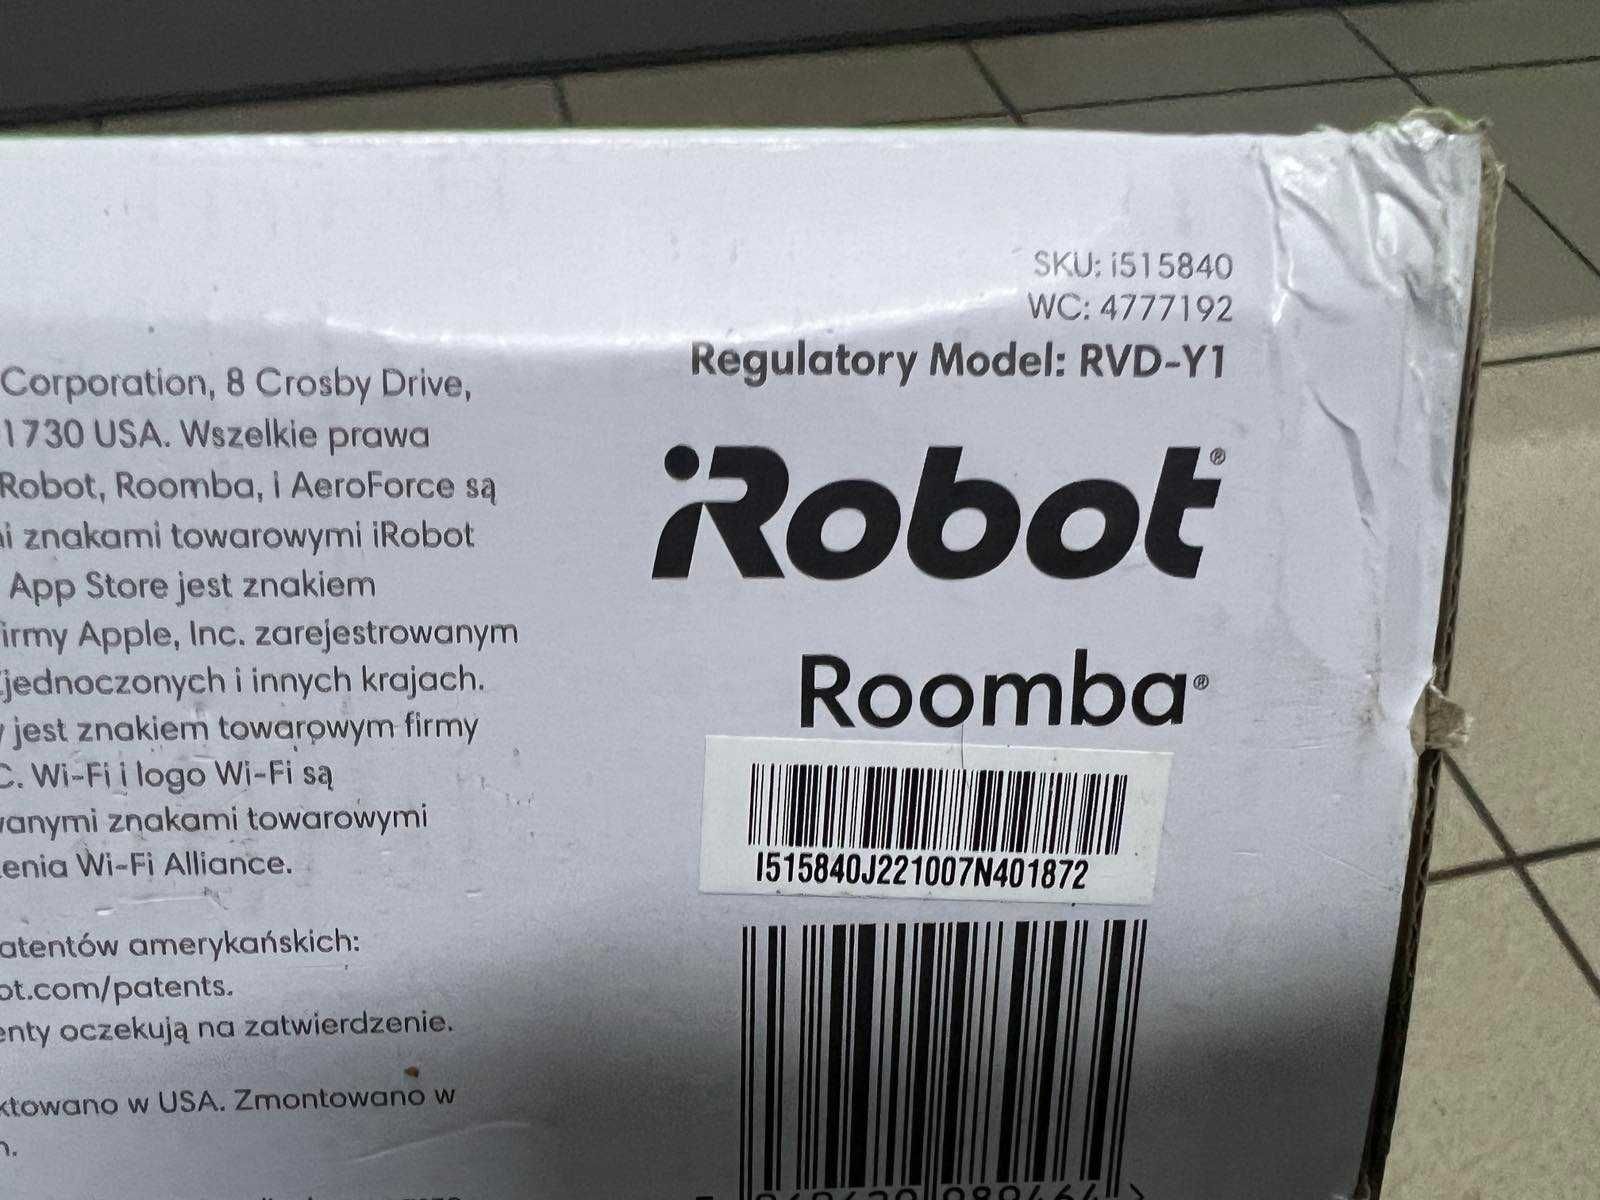 SKU: i515840
WC: 4777192
Regulatory Model: RVD-Y1
iRobot®
Roomba®
I515840J221007N401872
Corporation, 8 Crosby Drive,
1730 USA. Wszelkie prawa
Robot, Roomba, i AeroForce są
i znakami towarowymi iRobot
App Store jest znakiem
irmy Apple, Inc. zarejestrowanym
jednoczonych i innych krajach.
jest znakiem towarowym firmy
C. Wi-Fi i logo Wi-Fi są
wanymi znakami towarowymi
enia Wi-Fi Alliance.
atentów amerykańskich:
ot.com/patents.
enty oczekują na zatwierdzenie.
ktowano w USA. Zmontowano w